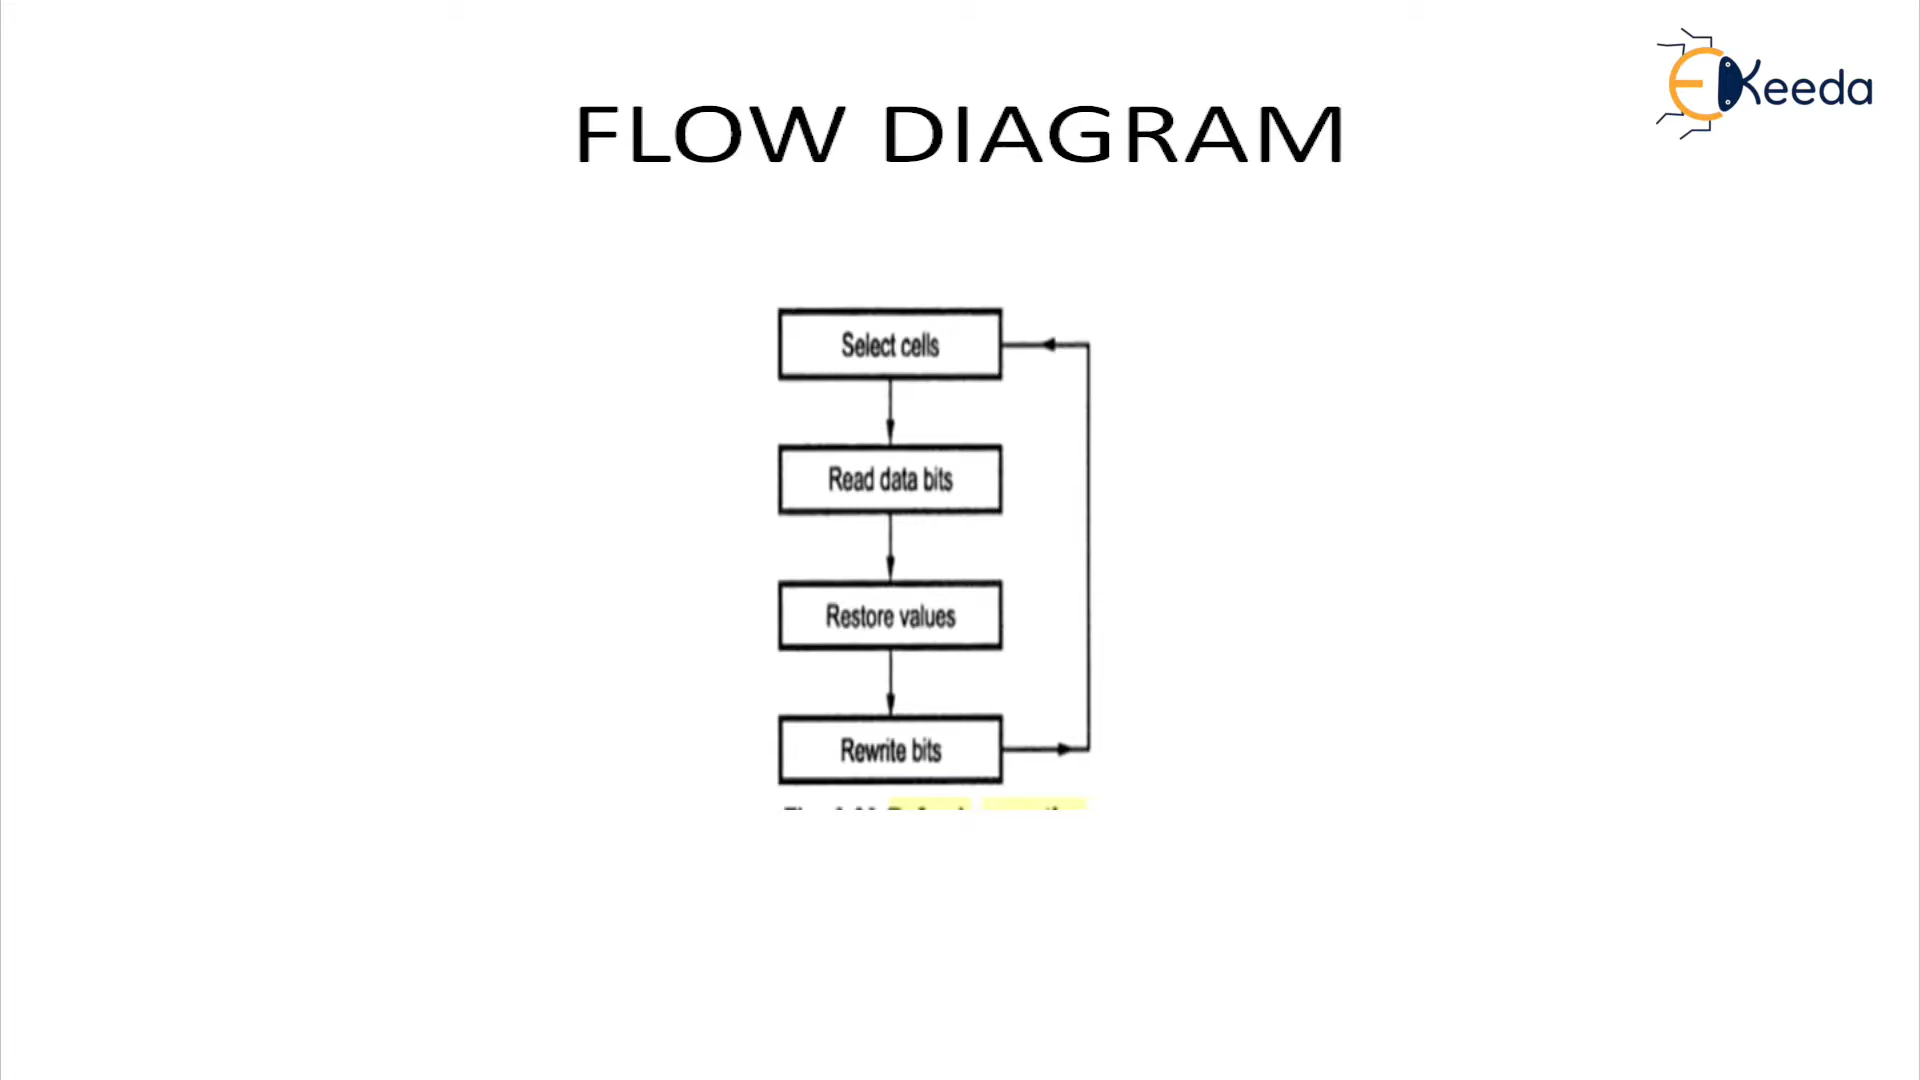 EKeeda
FLOW DIAGRAM
Select cells
Read data bits
Restore values
Rewrite bits